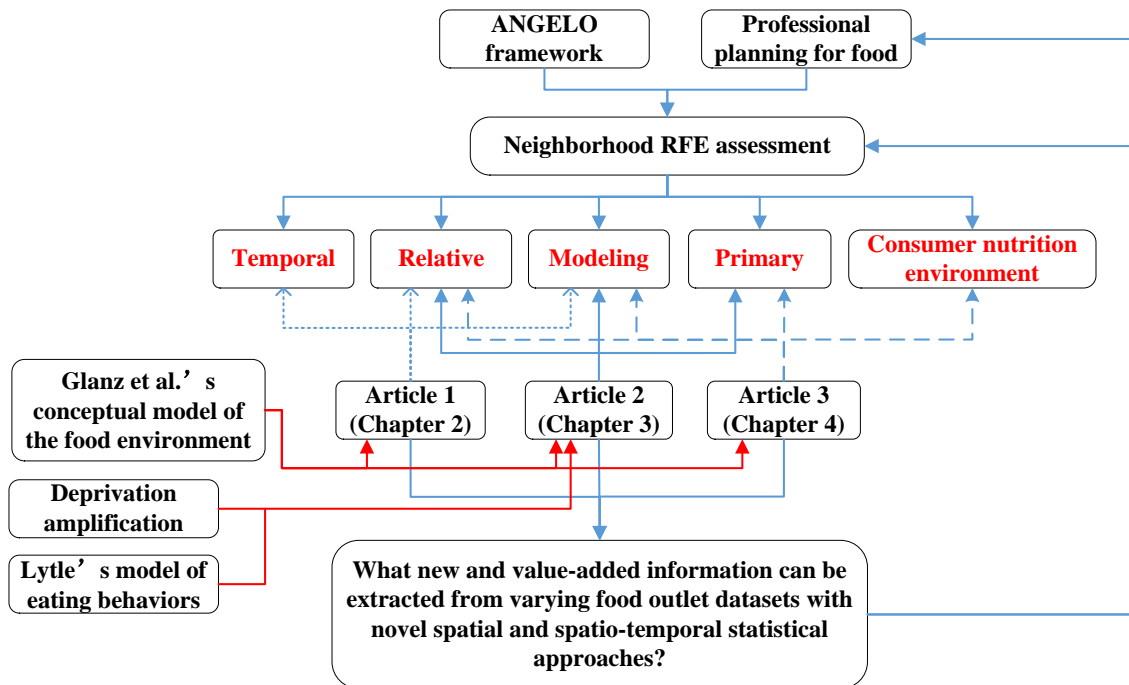 ANGELO
framework
Professional
planning for food
Neighborhood RFE assessment
Temporal
Relative
Modeling
Primary
Consumer nutrition
environment
Glanz et al.’s
conceptual model of
the food environment
Article 1
(Chapter 2)
Article 2
(Chapter 3)
Article 3
(Chapter 4)
Deprivation
amplification
Lytle’s model of
eating behaviors
What new and value-added information can be
extracted from varying food outlet datasets with
novel spatial and spatio-temporal statistical
approaches?